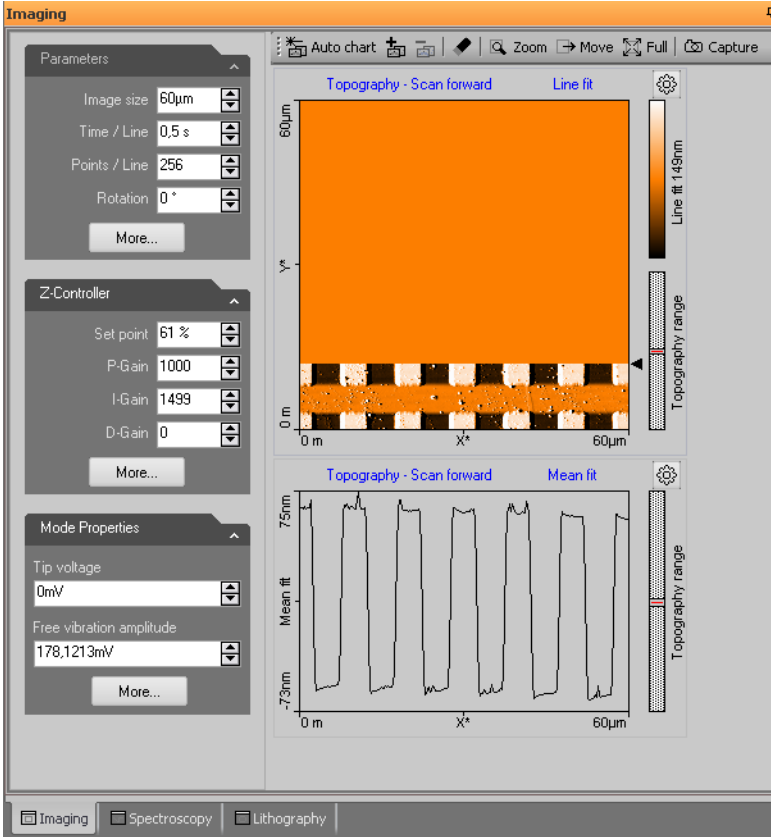 Imaging
Parameters
Image size 60µm
Time / Line 0,5 s
Points / Line 256
Rotation 0 °
More...
Z-Controller
Set point 61 %
P-Gain 1000
I-Gain 1499
D-Gain 0
More...
Mode Properties
Tip voltage
0mV
Free vibration amplitude
178,1213mV
More...
Auto chart Zoom Move Full Capture
Topography - Scan forward Line fit
60µm
Y*
0 m
0 m X* 60µm
Line fit 149nm
Topography range
Topography - Scan forward Mean fit
75nm
Mean fit
-73nm
0 m X* 60µm
Topography range
Imaging Spectroscopy Lithography